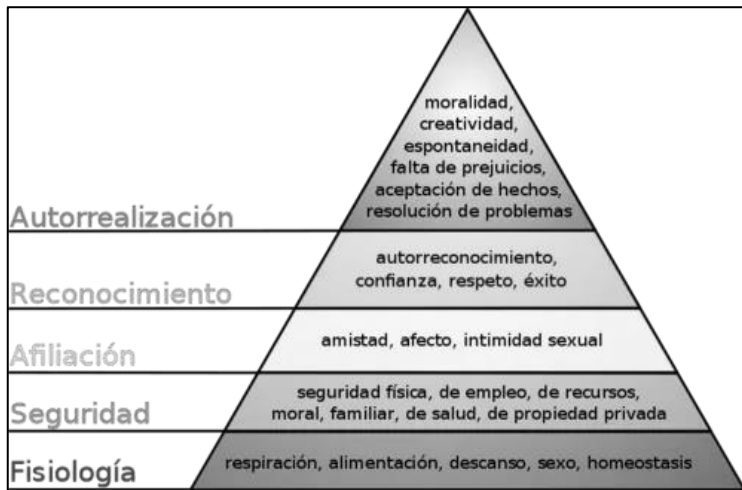 moralidad,
creatividad,
espontaneidad,
falta de prejuicios,
aceptación de hechos,
resolución de problemas
Autorrealización
autorreconocimiento,
confianza, respeto, éxito
Reconocimiento
amistad, afecto, intimidad sexual
Afiliación
seguridad física, de empleo, de recursos,
moral, familiar, de salud, de propiedad privada
Seguridad
respiración, alimentación, descanso, sexo, homeostasis
Fisiología